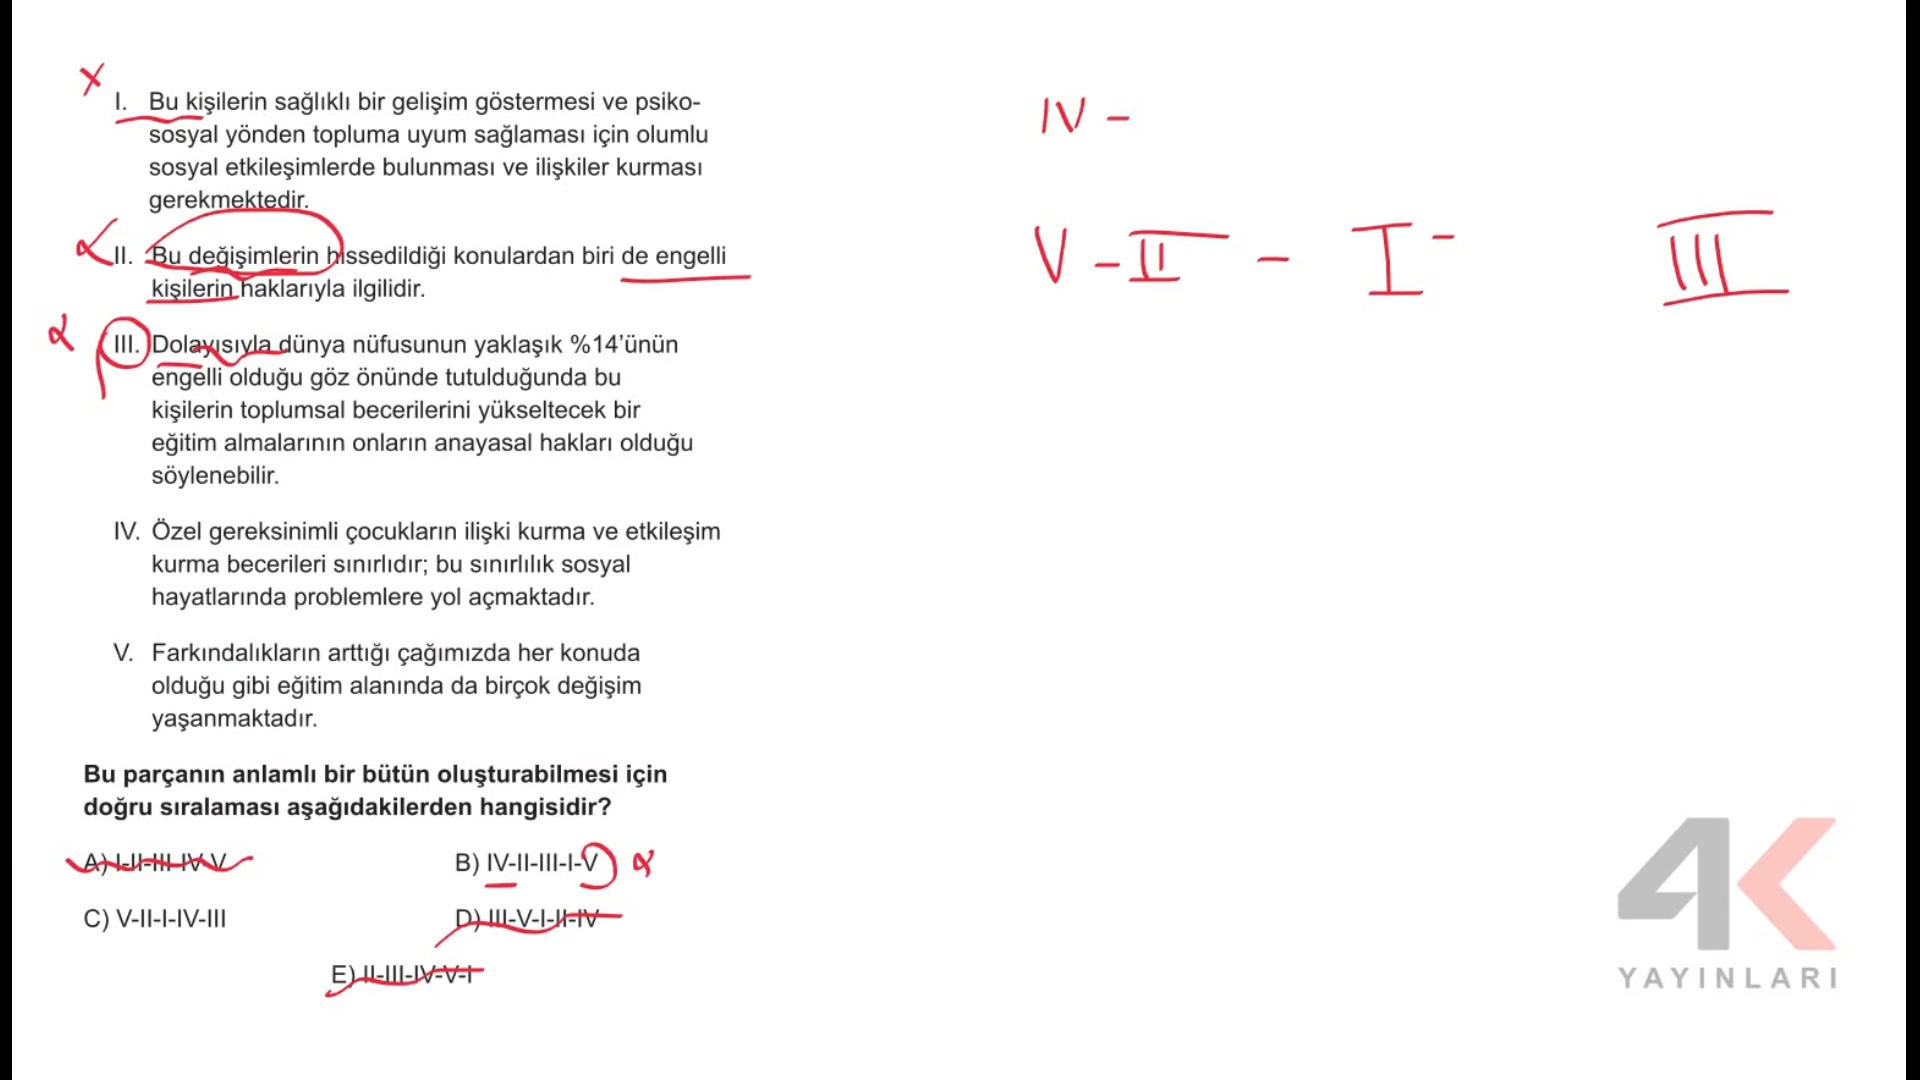 I. Bu kişilerin sağlıklı bir gelişim göstermesi ve psiko-
sosyal yönden topluma uyum sağlaması için olumlu
sosyal etkileşimlerde bulunması ve ilişkiler kurması
gerekmektedir.
II. Bu değişimlerin hissedildiği konulardan biri de engelli
kişilerin haklarıyla ilgilidir.
III. Dolayısıyla dünya nüfusunun yaklaşık %14'ünün
engelli olduğu göz önünde tutulduğunda bu
kişilerin toplumsal becerilerini yükseltecek bir
eğitim almalarının onların anayasal hakları olduğu
söylenebilir.
IV. Özel gereksinimli çocukların ilişki kurma ve etkileşim
kurma becerileri sınırlıdır; bu sınırlılık sosyal
hayatlarında problemlere yol açmaktadır.
V. Farkındalıkların arttığı çağımızda her konuda
olduğu gibi eğitim alanında da birçok değişim
yaşanmaktadır.
Bu parçanın anlamlı bir bütün oluşturabilmesi için
doğru sıralaması aşağıdakilerden hangisidir?
A) I-II-III-IV-V
B) IV-II-III-I-V
C) V-II-I-IV-III
D) III-V-I-II-IV
E) II-III-IV-V-I
IV -
V - II - I - III
4K
YAYINLARI